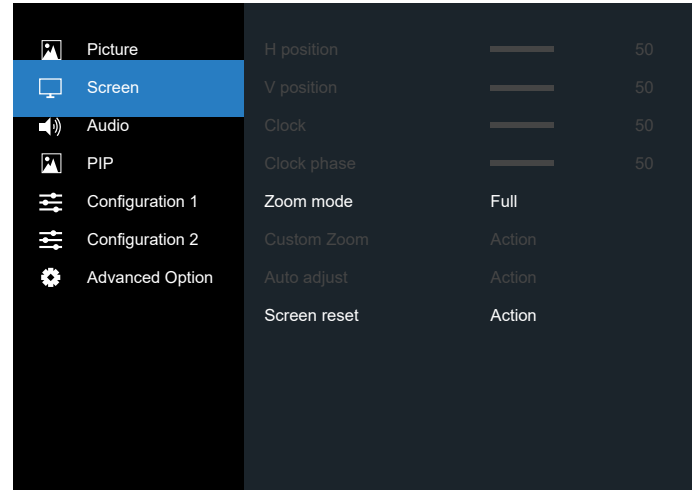 Picture
Screen
Audio
PIP
Configuration 1
Configuration 2
Advanced Option
H position 50
V position 50
Clock 50
Clock phase 50
Zoom mode Full
Custom Zoom Action
Auto adjust Action
Screen reset Action